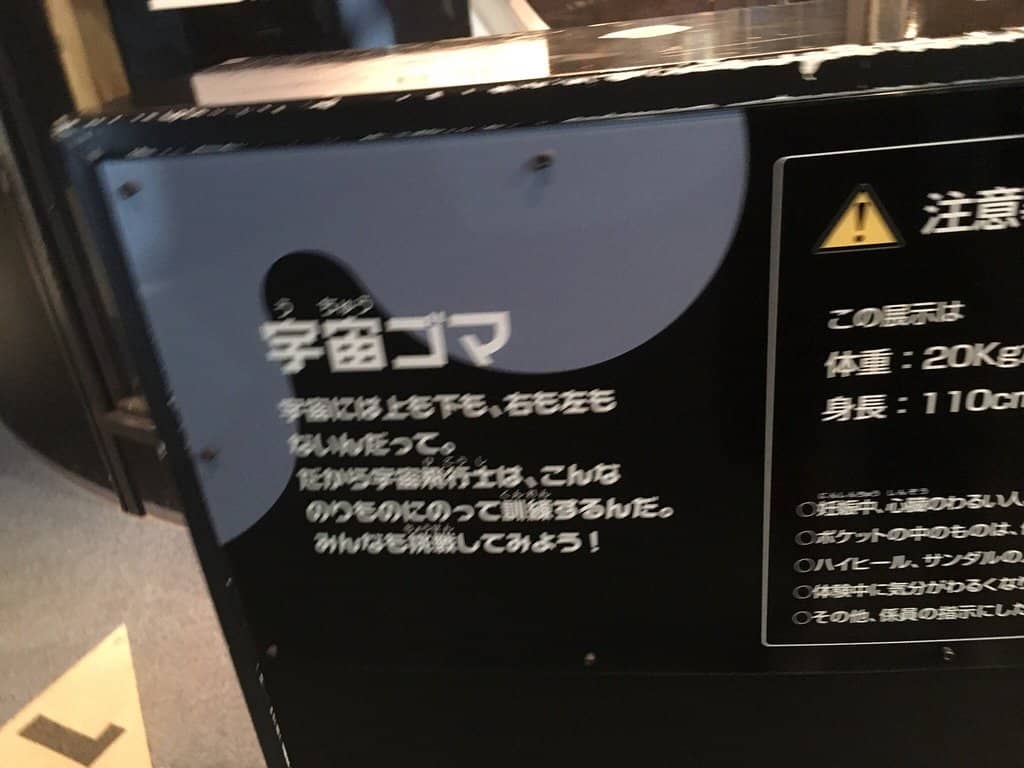 うちゅう
宇宙ゴマ
宇宙には上も下も、右も左も
ないんだって。
だから宇宙飛行士は、こんな
のりものにのって訓練するんだ。
みんなも挑戦してみよう！
注意
この展示は
体重：20Kg
身長：110cm
○妊娠中、心臓のわるい人
○ポケットの中のものは、
○ハイヒール、サンダルの
○体験中に気分がわるくな
○その他、係員の指示にした